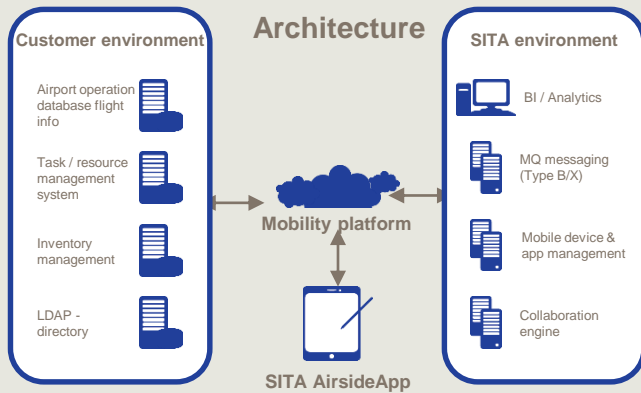 Architecture
Customer environment
Airport operation
database flight
info
Task / resource
management
system
Inventory
management
LDAP -
directory
Mobility platform
SITA AirsideApp
SITA environment
BI / Analytics
MQ messaging
(Type B/X)
Mobile device &
app management
Collaboration
engine